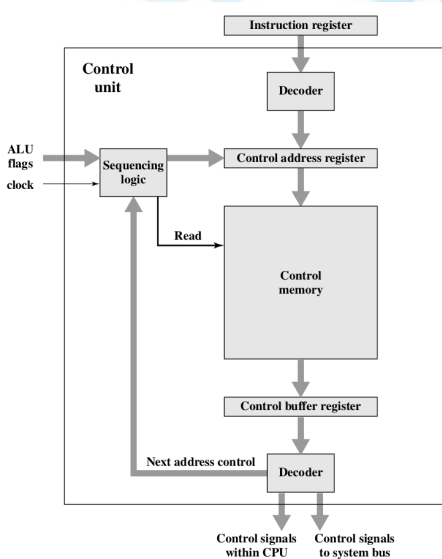 Instruction register
Control
unit
Decoder
ALU
flags
Sequencing
logic
Control address register
clock
Read
Control
memory
Control buffer register
Next address control
Decoder
Control signals
within CPU
Control signals
to system bus